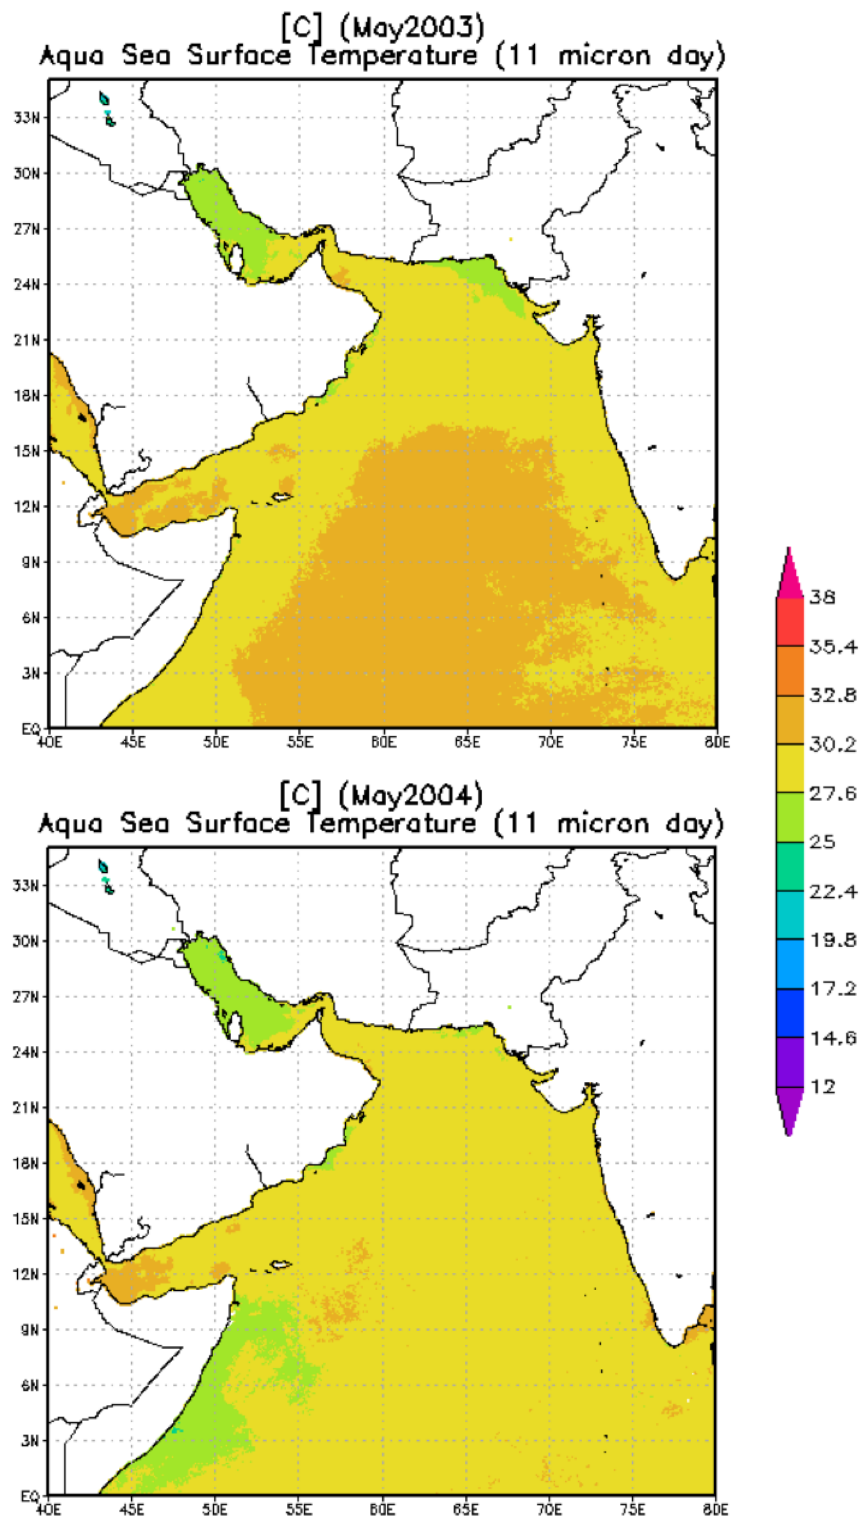 [C] (May2003)
Aqua Sea Surface Temperature (11 micron day)
33N
30N
27N
24N
21N
18N
15N
12N
9N
6N
3N
EQ
40E 45E 50E 55E 60E 65E 70E 75E 80E
38
35.4
32.8
30.2
27.6
25
22.4
19.8
17.2
14.6
12
[C] (May2004)
Aqua Sea Surface Temperature (11 micron day)
33N
30N
27N
24N
21N
18N
15N
12N
9N
6N
3N
EQ
40E 45E 50E 55E 60E 65E 70E 75E 80E